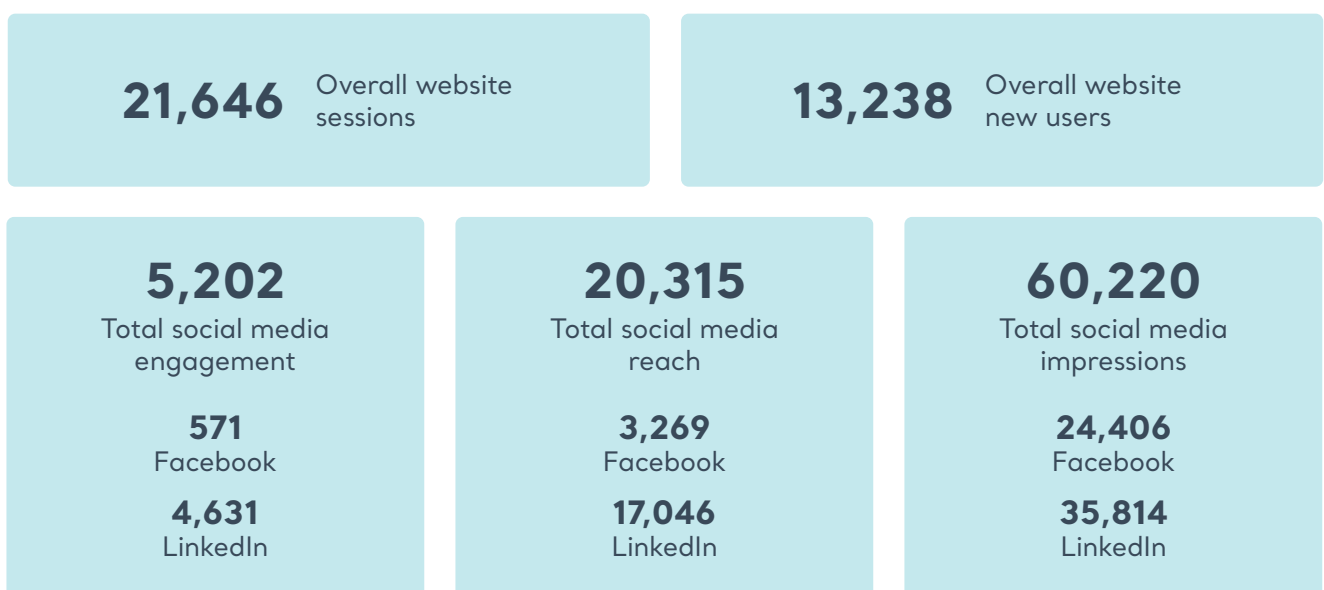 21,646
Overall website
sessions
13,238
Overall website
new users
5,202
Total social media
engagement
571
Facebook
4,631
LinkedIn
20,315
Total social media
reach
3,269
Facebook
17,046
LinkedIn
60,220
Total social media
impressions
24,406
Facebook
35,814
LinkedIn